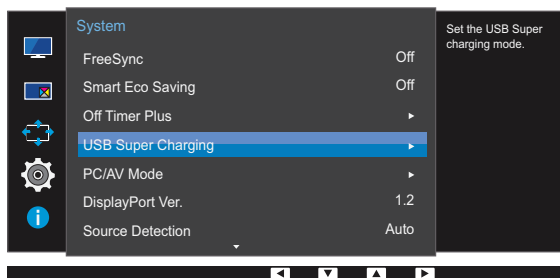 System
FreeSync Off
Smart Eco Saving Off
Off Timer Plus
USB Super Charging
PC/AV Mode
DisplayPort Ver. 1.2
Source Detection Auto
Set the USB Super
charging mode.